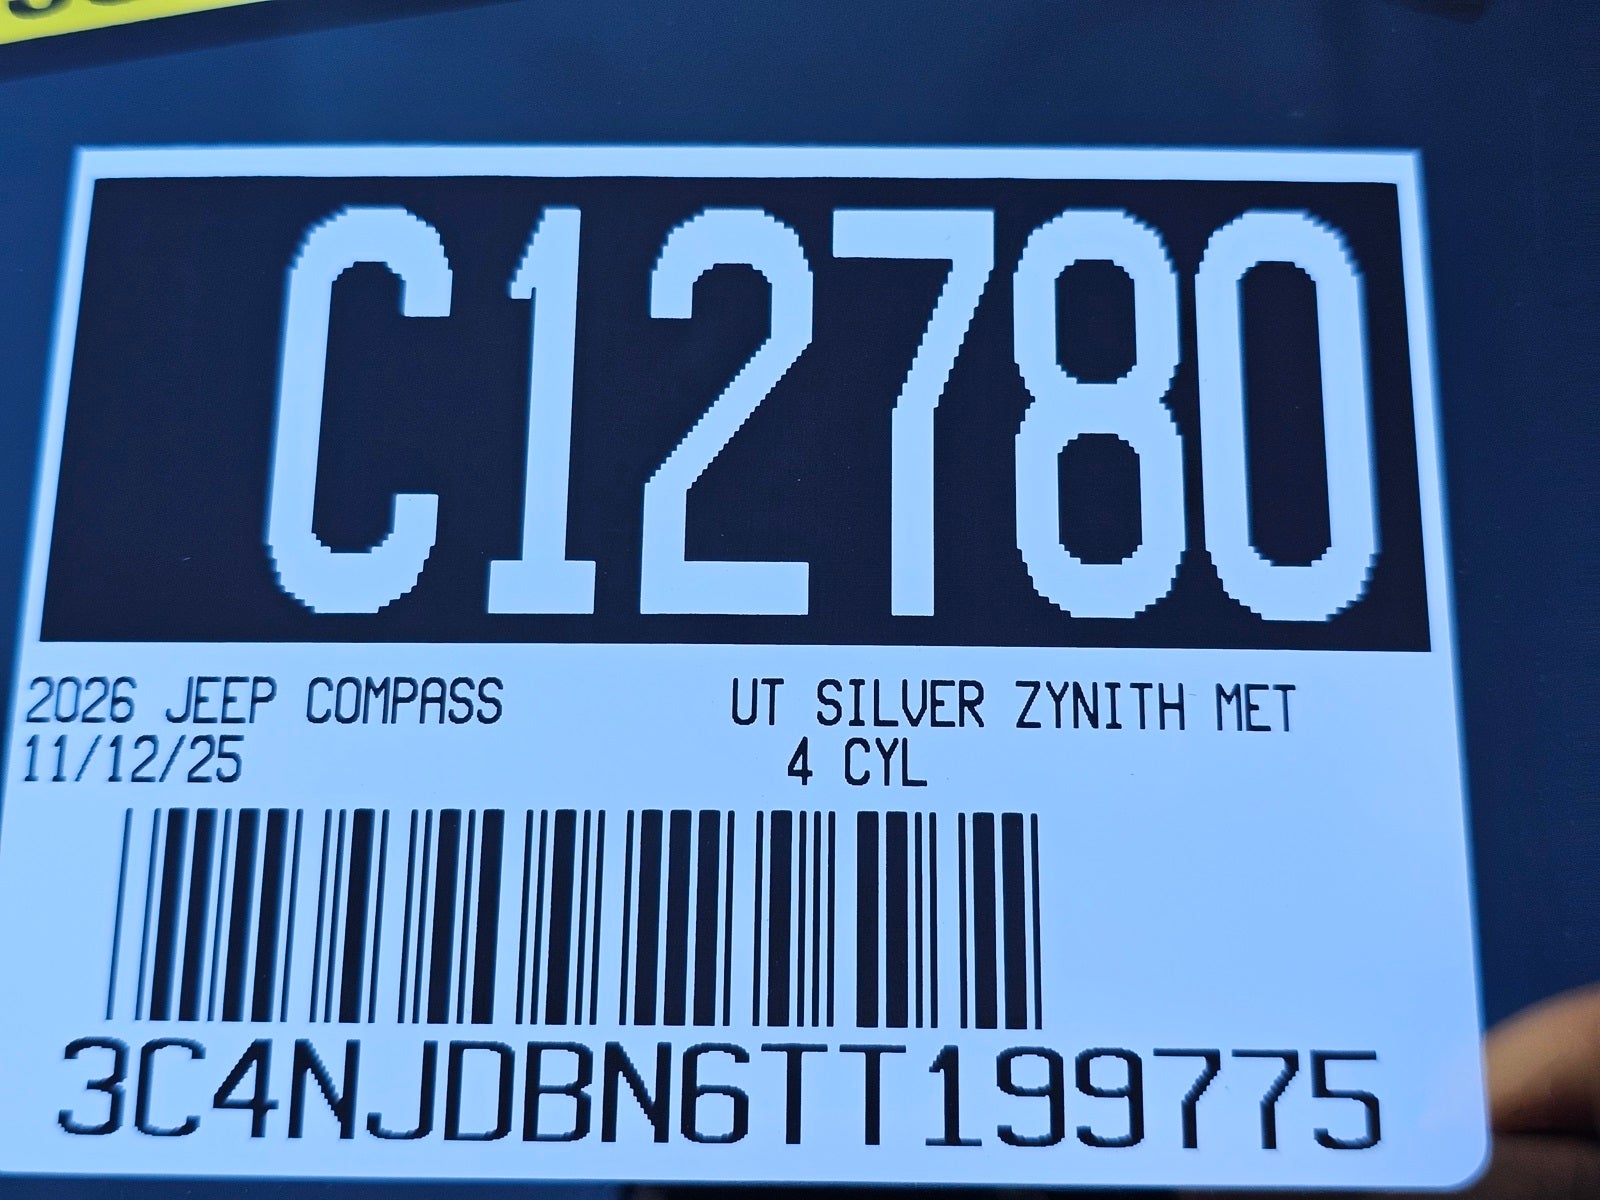 C12780
2026 JEEP COMPASS UT SILVER ZYNITH MET
11/12/25 4 CYL
3C4NJDBN6TT199775